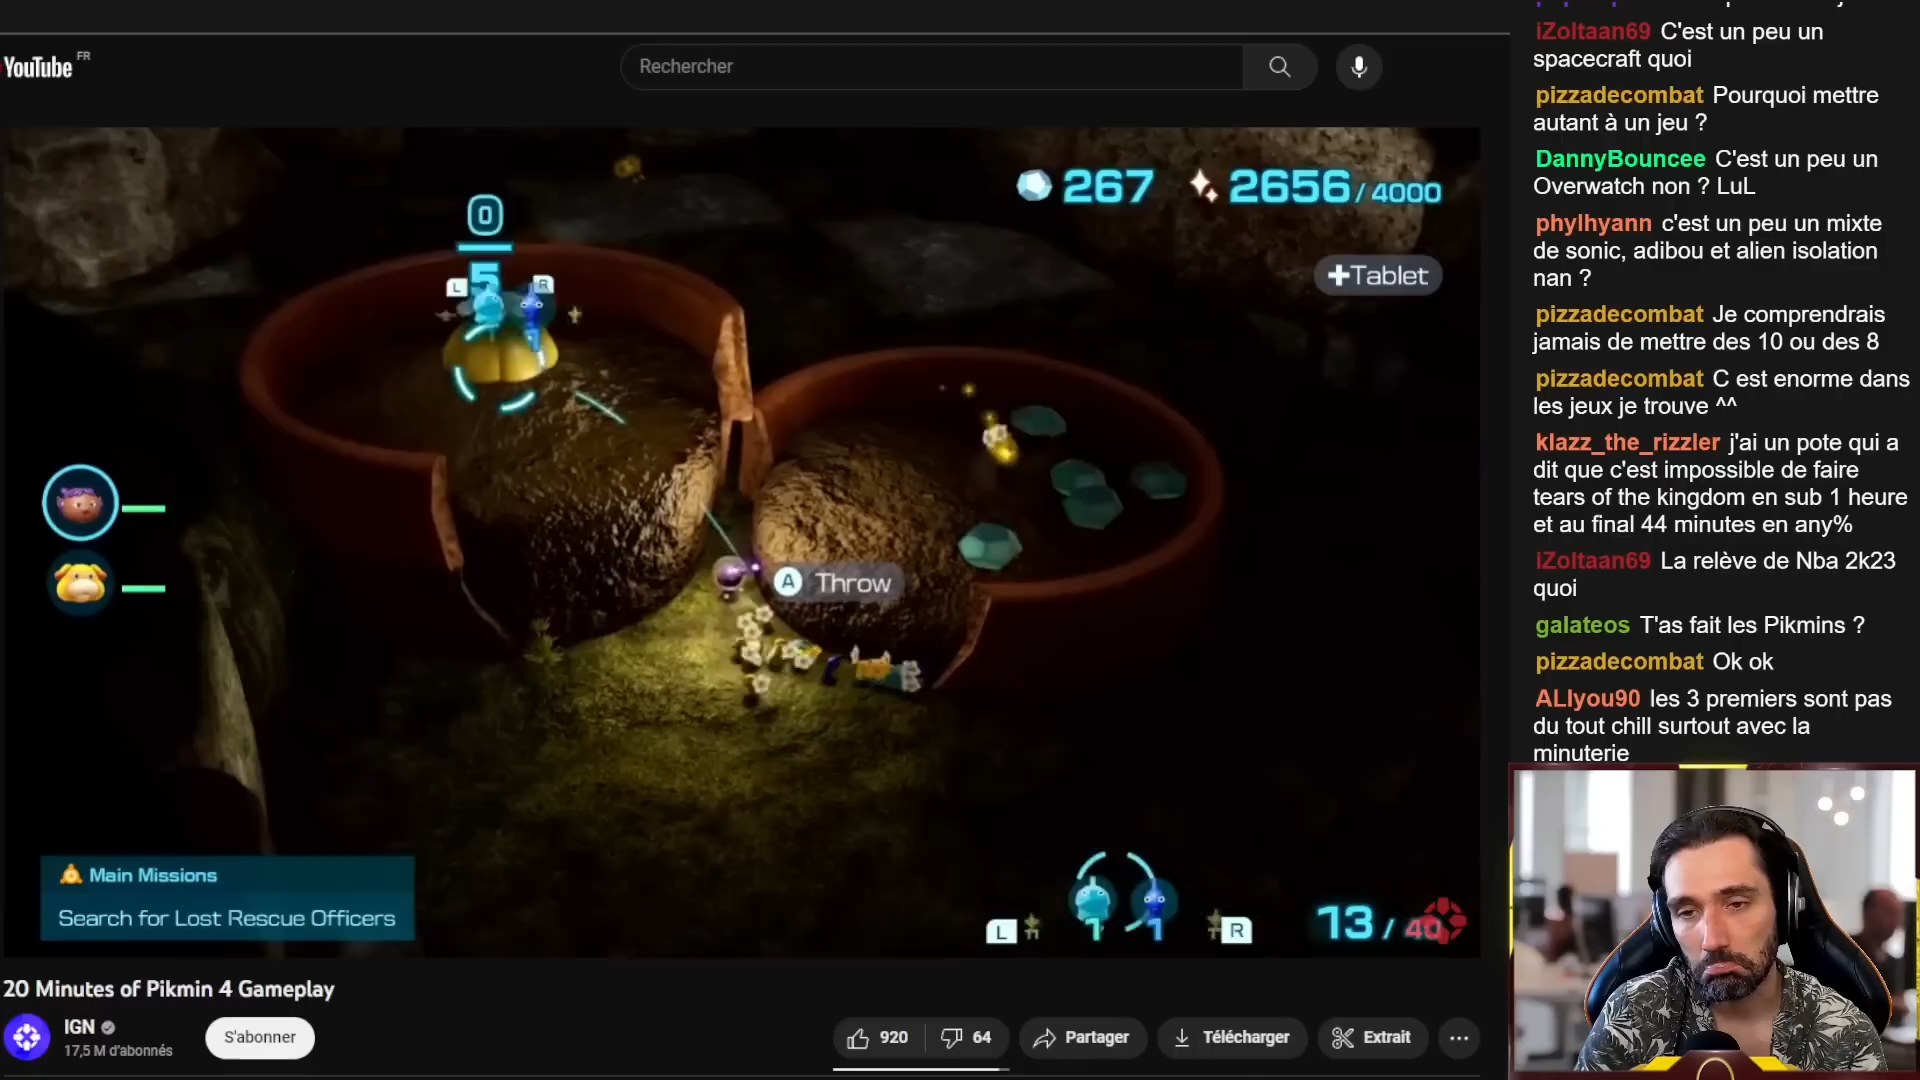 YouTube FR
Rechercher
267
2656 / 4000
Tablet
0
5
L
R
A Throw
Main Missions
Search for Lost Rescue Officers
L
1
1
R
13 / 40
20 Minutes of Pikmin 4 Gameplay
IGN
17,5 M d'abonnés
S'abonner
920
64
Partager
Télécharger
Extrait
iZoltaan69 C'est un peu un
spacecraft quoi
pizzadecombat Pourquoi mettre
autant à un jeu ?
DannyBouncee C'est un peu un
Overwatch non ? LuL
phylhyann c'est un peu un mixte
de sonic, adibou et alien isolation
nan ?
pizzadecombat Je comprendrais
jamais de mettre des 10 ou des 8
pizzadecombat C est enorme dans
les jeux je trouve ^^
klazz_the_rizzler j'ai un pote qui a
dit que c'est impossible de faire
tears of the kingdom en sub 1 heure
et au final 44 minutes en any%
iZoltaan69 La relève de Nba 2k23
quoi
galateos T'as fait les Pikmins ?
pizzadecombat Ok ok
ALIyou90 les 3 premiers sont pas
du tout chill surtout avec la
minuterie